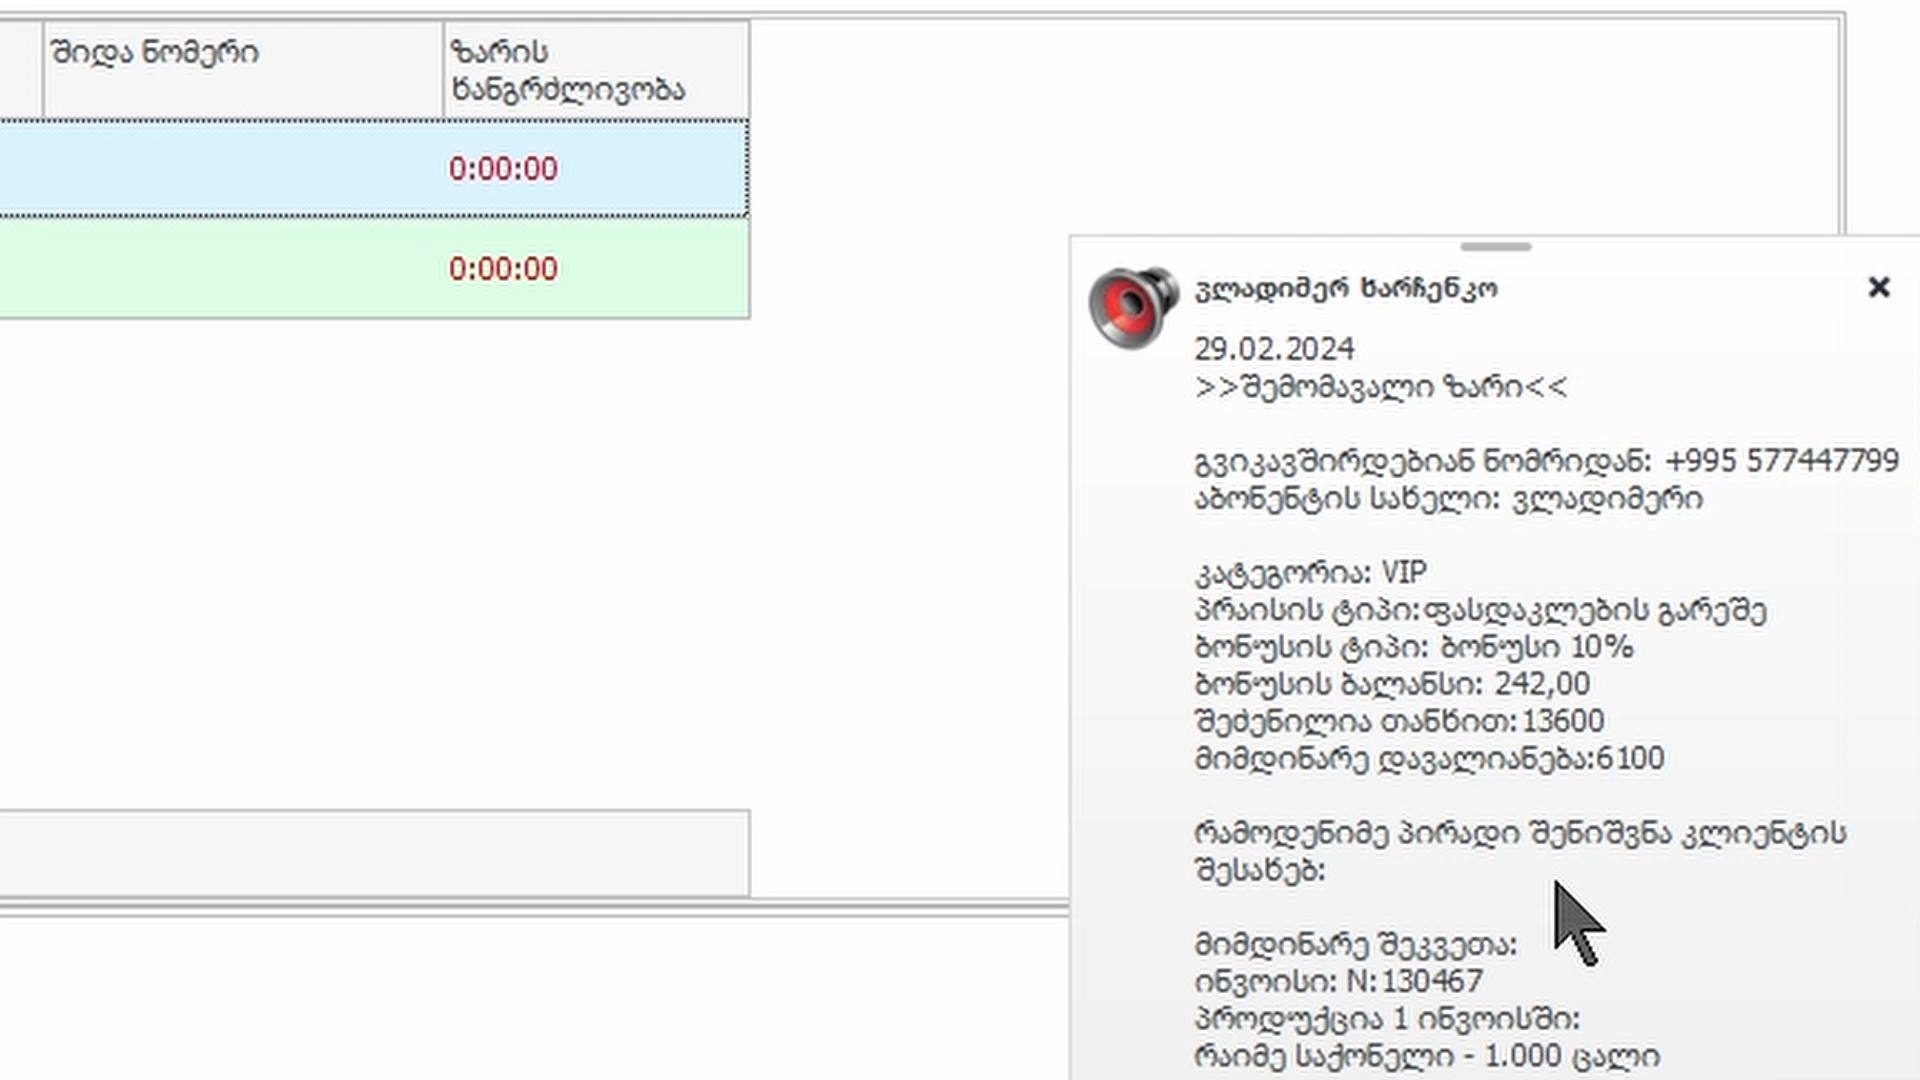 შიდა ნომერი
ზარის
ხანგრძლივობა
0:00:00
0:00:00
ვლადიმერ ხარჩენკო
29.02.2024
>>შემომავალი ზარი<<
გვიკავშირდებიან ნომრიდან: +995 577447799
აბონენტის სახელი: ვლადიმერი
კატეგორია: VIP
პრაისის ტიპი:ფასდაკლების გარეშე
ბონუსის ტიპი: ბონუსი 10%
ბონუსის ბალანსი: 242,00
შეძენილია თანხით:13600
მიმდინარე დავალიანება:6100
რამოდენიმე პირადი შენიშვნა კლიენტის
შესახებ:
მიმდინარე შეკვეთა:
ინვოისი: N:130467
პროდუქცია 1 ინვოისში:
რაიმე საქონელი - 1.000 ცალი